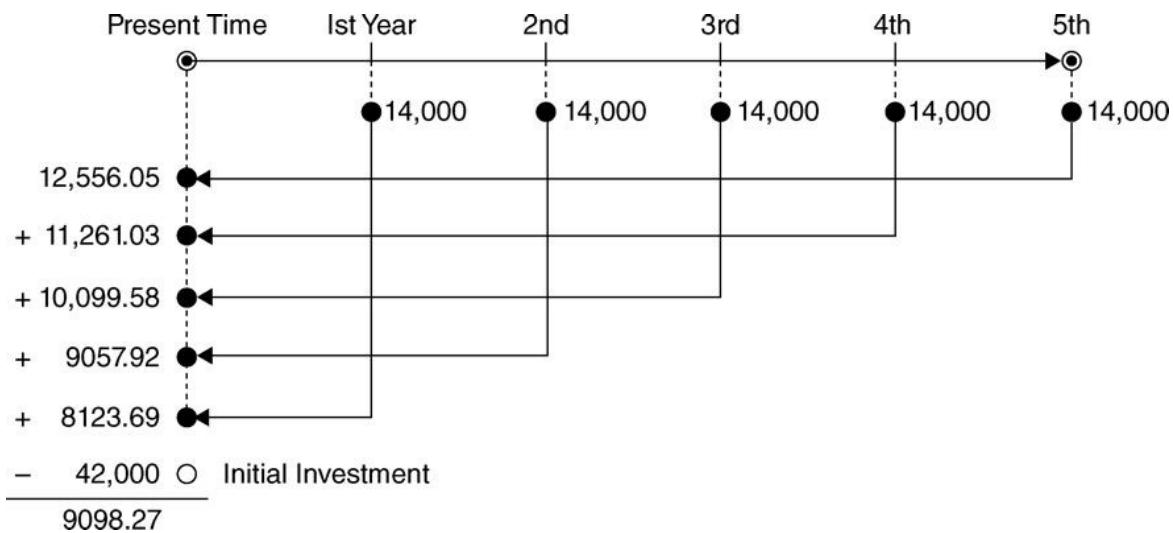 Present Time Ist Year 2nd 3rd 4th 5th
14,000 14,000 14,000 14,000 14,000
12,556.05
+ 11,261.03
+ 10,099.58
+ 9057.92
+ 8123.69
– 42,000 Initial Investment
9098.27